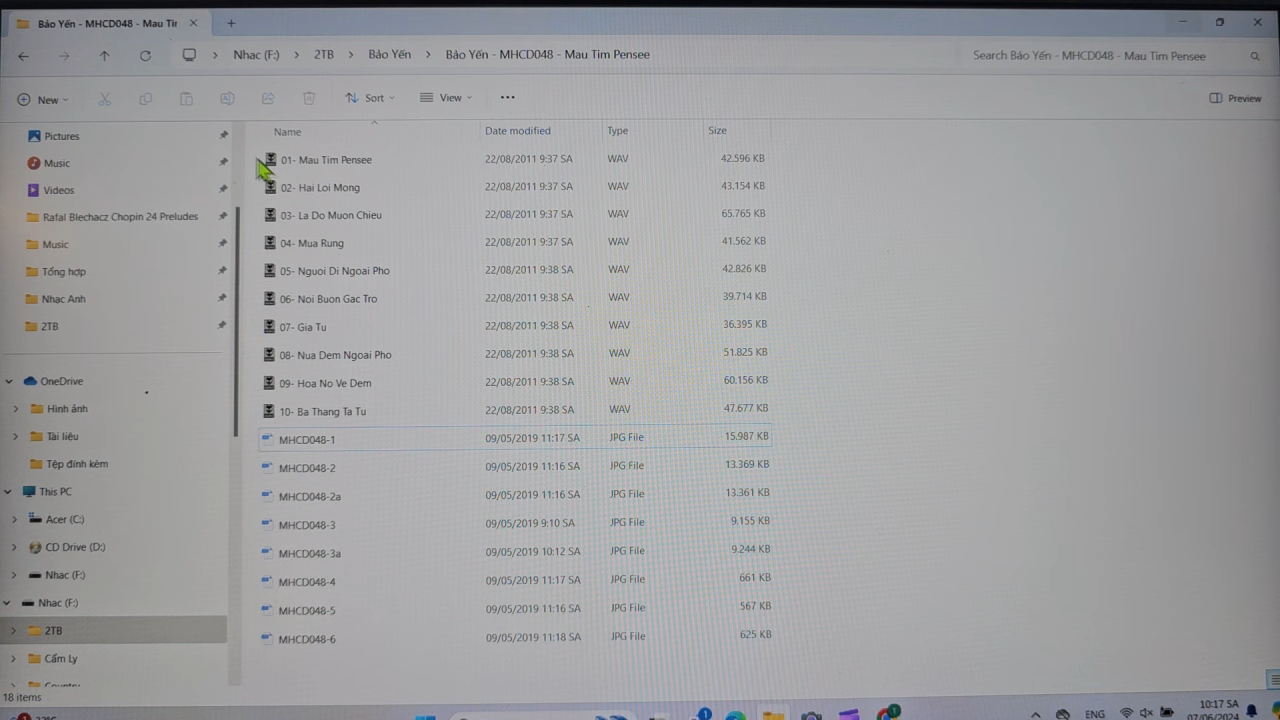 Bảo Yến - MHCD048 - Mau Tir
Nhac (F:) > 2TB > Bảo Yến > Bảo Yến - MHCD048 - Mau Tim Pensee
Search Bảo Yến - MHCD048 - Mau Tim Pensee
New Sort View ... Preview
Name Date modified Type Size
01- Mau Tim Pensee 22/08/2011 9:37 SA WAV 42.596 KB
02- Hai Loi Mong 22/08/2011 9:37 SA WAV 43.154 KB
03- La Do Muon Chieu 22/08/2011 9:37 SA WAV 65.765 KB
04- Mua Rung 22/08/2011 9:37 SA WAV 41.562 KB
05- Nguoi Di Ngoai Pho 22/08/2011 9:38 SA WAV 42.826 KB
06- Noi Buon Gac Tro 22/08/2011 9:38 SA WAV 39.714 KB
07- Gia Tu 22/08/2011 9:38 SA WAV 36.395 KB
08- Nua Dem Ngoai Pho 22/08/2011 9:38 SA WAV 51.825 KB
09- Hoa No Ve Dem 22/08/2011 9:38 SA WAV 60.156 KB
10- Ba Thang Ta Tu 22/08/2011 9:38 SA WAV 47.677 KB
MHCD048-1 09/05/2019 11:17 SA JPG File 15.987 KB
MHCD048-2 09/05/2019 11:16 SA JPG File 13.369 KB
MHCD048-2a 09/05/2019 11:16 SA JPG File 13.361 KB
MHCD048-3 09/05/2019 9:10 SA JPG File 9.155 KB
MHCD048-3a 09/05/2019 10:12 SA JPG File 9.244 KB
MHCD048-4 09/05/2019 11:17 SA JPG File 661 KB
MHCD048-5 09/05/2019 11:16 SA JPG File 567 KB
MHCD048-6 09/05/2019 11:18 SA JPG File 625 KB
Pictures
Music
Videos
Rafal Blechacz Chopin 24 Preludes
Music
Tổng hợp
Nhạc Anh
2TB
OneDrive
Hình ảnh
Tài liệu
Tệp đính kèm
This PC
Acer (C:)
CD Drive (D:)
Nhac (F:)
Nhac (F:)
2TB
Cẩm Ly
18 items
ENG
10:17 SA
07/06/2024